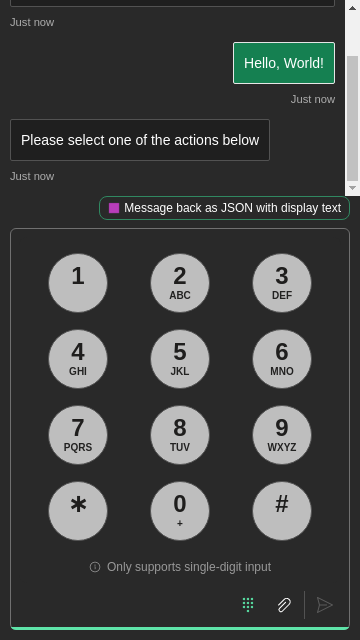 Just now
Hello, World!
Just now
Please select one of the actions below
Just now
Message back as JSON with display text
1
2
ABC
3
DEF
4
GHI
5
JKL
6
MNO
7
PQRS
8
TUV
9
WXYZ
*
0
+
#
Only supports single-digit input